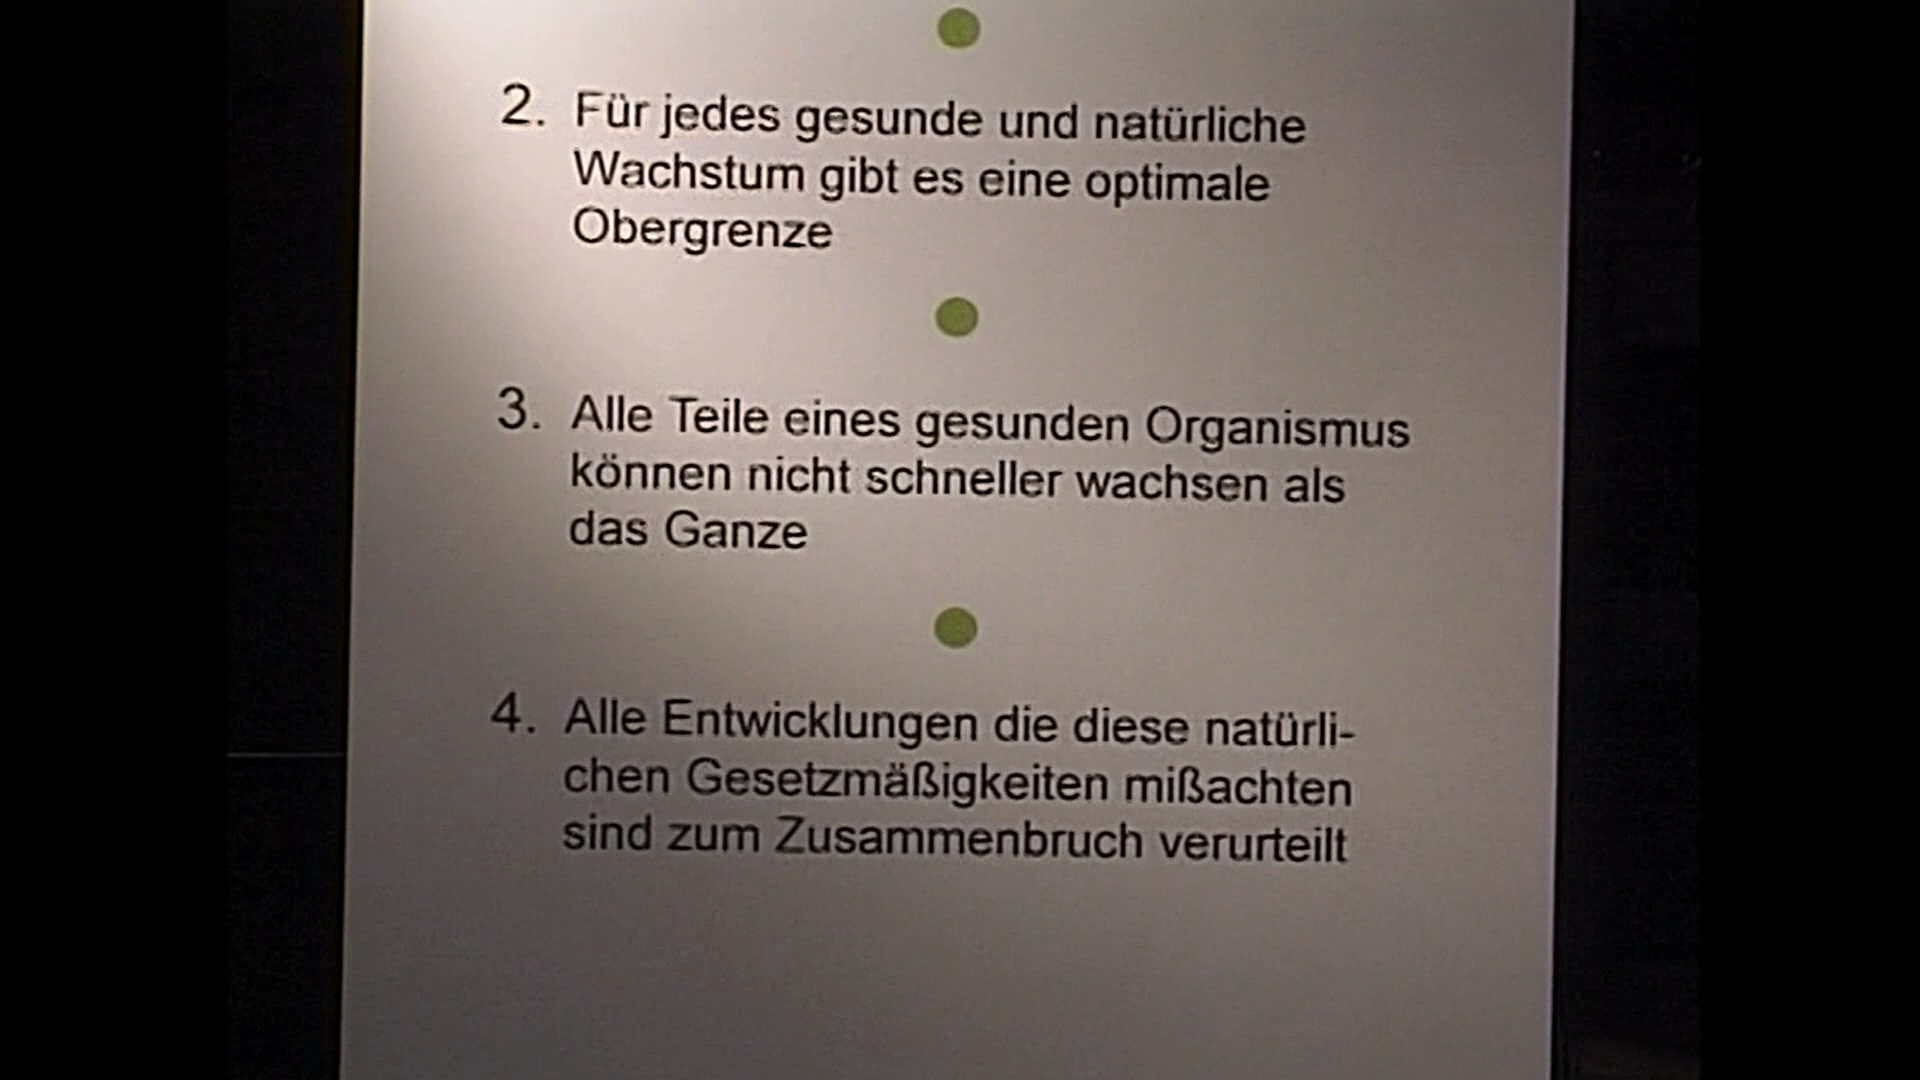 2. Für jedes gesunde und natürliche
Wachstum gibt es eine optimale
Obergrenze
3. Alle Teile eines gesunden Organismus
können nicht schneller wachsen als
das Ganze
4. Alle Entwicklungen die diese natürli-
chen Gesetzmäßigkeiten mißachten
sind zum Zusammenbruch verurteilt